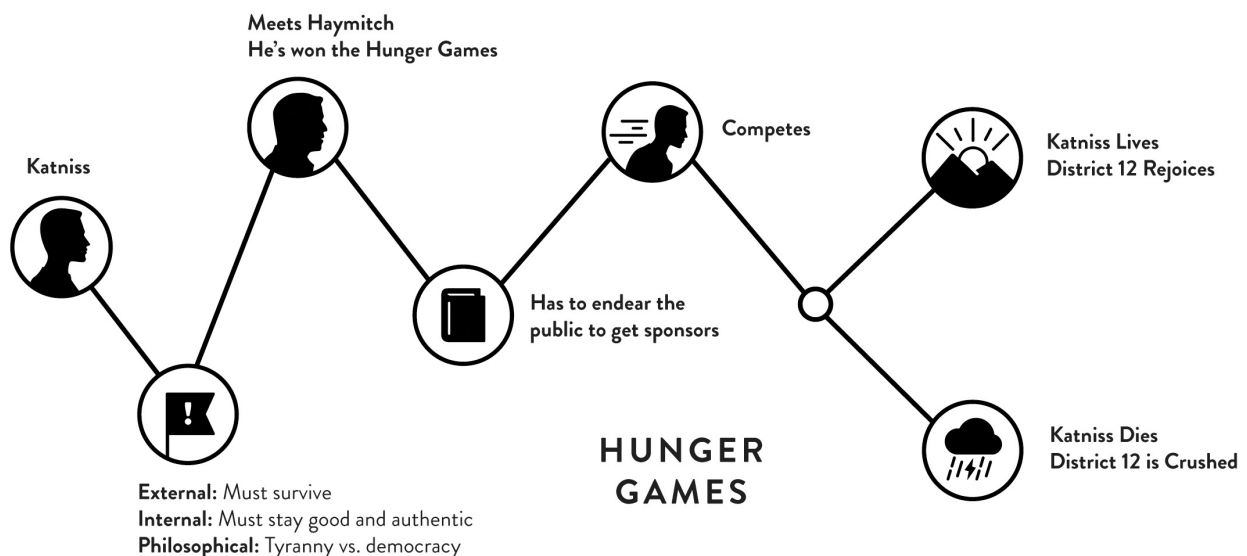 Meets Haymitch
He's won the Hunger Games
Katniss
Competes
Katniss Lives
District 12 Rejoices
Has to endear the
public to get sponsors
!
External: Must survive
Internal: Must stay good and authentic
Philosophical: Tyranny vs. democracy
HUNGER
GAMES
Katniss Dies
District 12 is Crushed